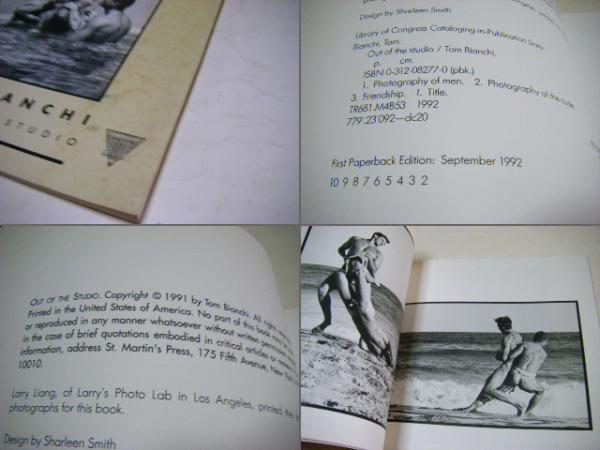 ANCHI
STUDIO
Design by Sharleen Smith
Library of Congress Cataloging-in-Publication Data
Bianchi, Tom.
Out of the studio / Tom Bianchi,
p. cm.
ISBN 0-312-08277-0 (pbk.)
1. Photography of men. 2. Photography of the nude.
3. Friendship. 1. Title.
TR681.M4B53 1992
779'.23'092—dc20
First Paperback Edition: September 1992
10 9 8 7 6 5 4 3 2
OUT OF THE STUDIO. Copyright © 1991 by Tom Bianchi. All rights
Printed in the United States of America. No part of this book may be
or reproduced in any manner whatsoever without written permission
in the case of brief quotations embodied in critical articles or
information, address St. Martin's Press, 175 Fifth Avenue, New York
10010.
Larry Liang, of Larry's Photo Lab in Los Angeles, printed the
photographs for this book.
Design by Sharleen Smith